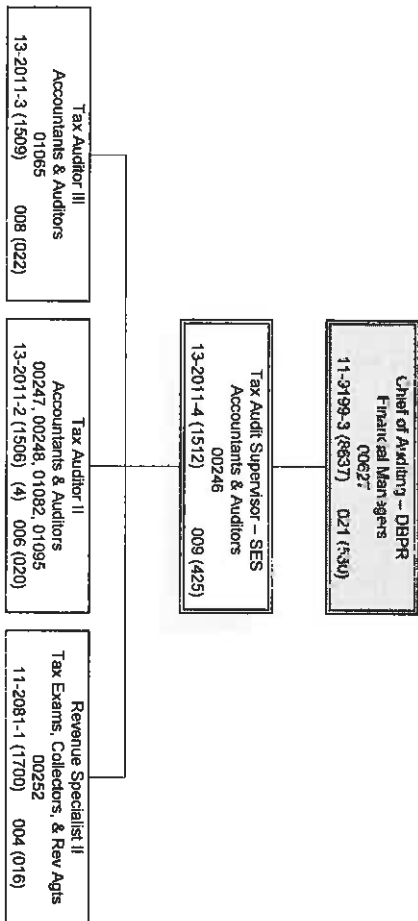 Chief of Auditing – DBPR
Financial Managers
00627
11-9199-3 (8637) 021 (530)
Tax Audit Supervisor – SES
Accountants & Auditors
00246
13-2011-4 (1512) 009 (425)
Tax Auditor III
Accountants & Auditors
01065
13-2011-3 (1509) 008 (022)
Tax Auditor II
Accountants & Auditors
00247, 00248, 01082, 01095
13-2011-2 (1506) (4) 006 (020)
Revenue Specialist II
Tax Exams, Collectors, & Rev Agts
00252
11-2081-1 (1700) 004 (016)